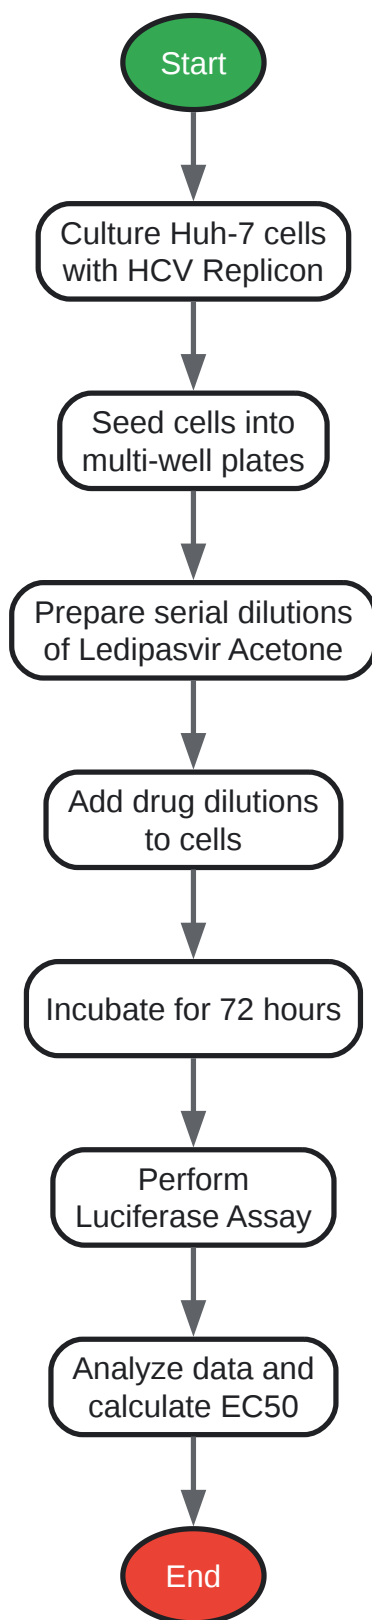 Start
Culture Huh-7 cells
with HCV Replicon
Seed cells into
multi-well plates
Prepare serial dilutions
of Ledipasvir Acetone
Add drug dilutions
to cells
Incubate for 72 hours
Perform
Luciferase Assay
Analyze data and
calculate EC50
End